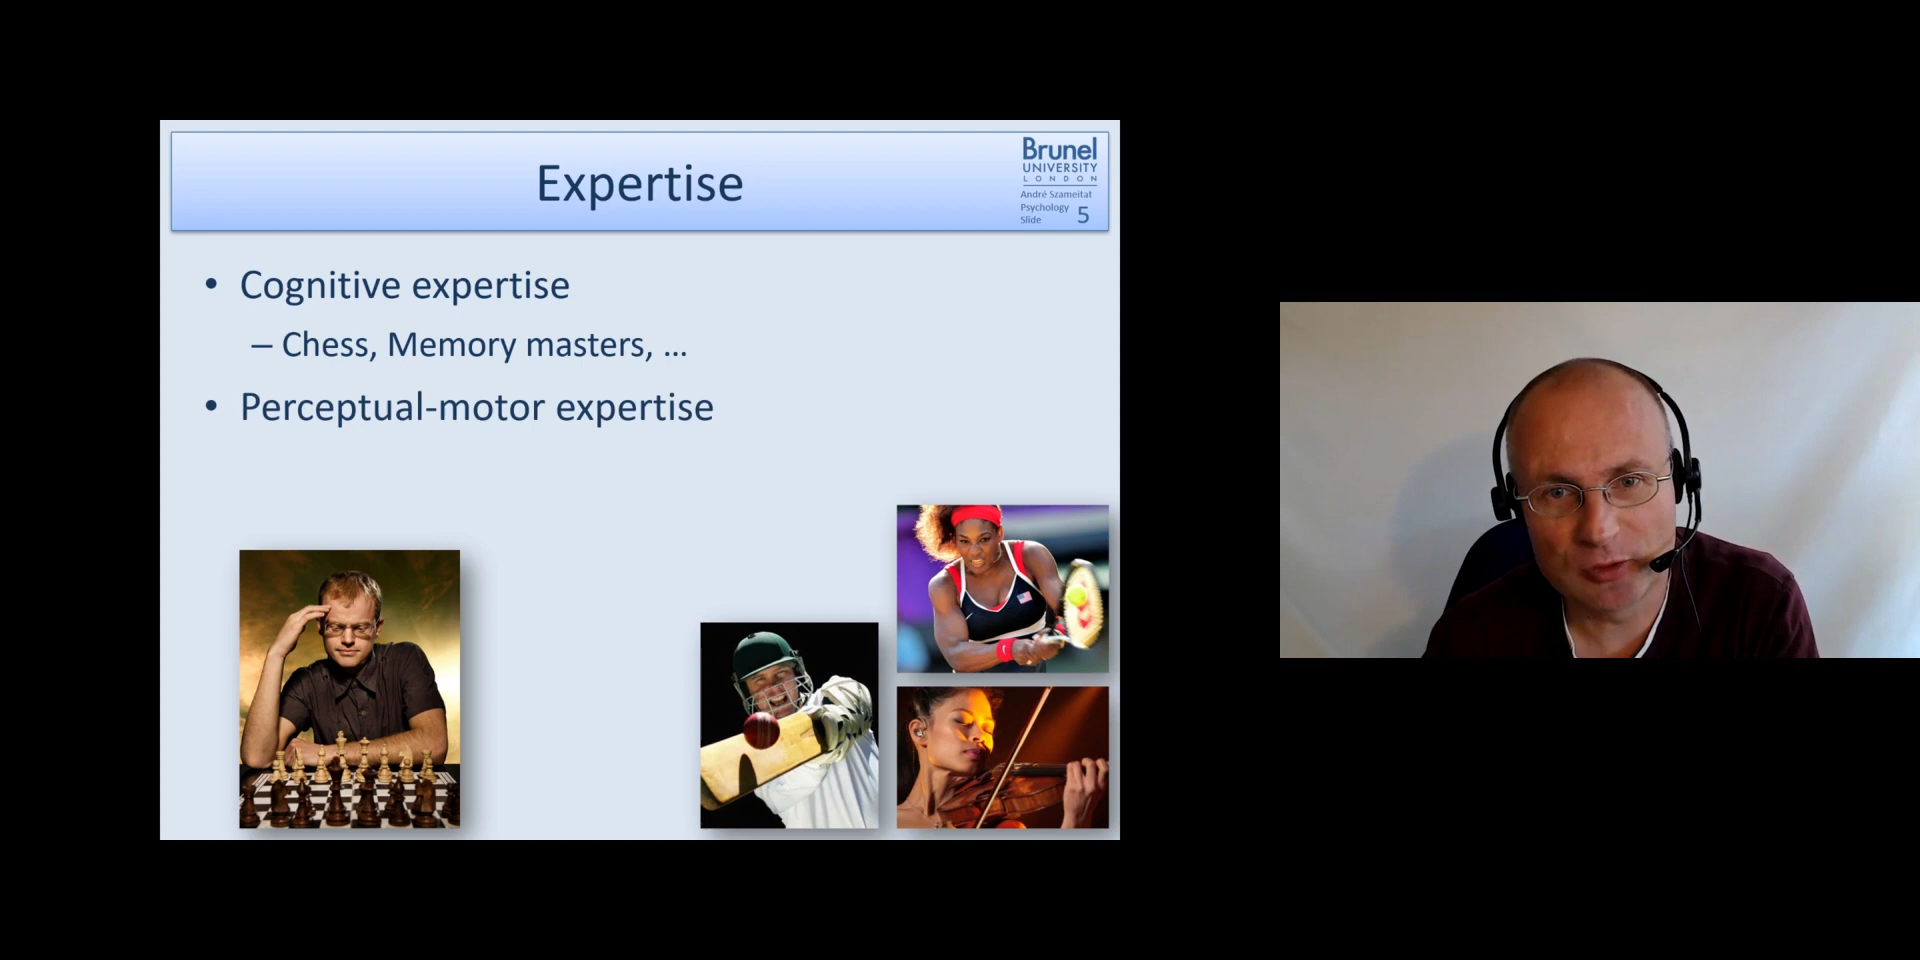 Expertise
Brunel
UNIVERSITY
LONDON
André Szameitat
Psychology
Slide 5
• Cognitive expertise
– Chess, Memory masters, ...
• Perceptual-motor expertise